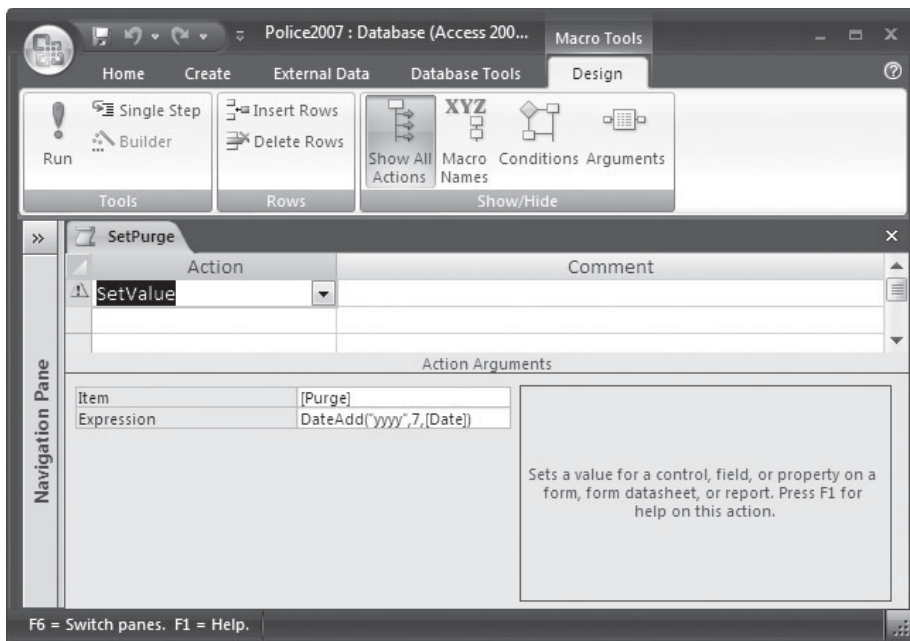 Police2007 : Database (Access 200...
Macro Tools
Home
Create
External Data
Database Tools
Design
Run
Single Step
Builder
Tools
Insert Rows
Delete Rows
Rows
Show All Actions
XYZ
Macro Names
Conditions
Arguments
Show/Hide
Navigation Pane
SetPurge
Action
Comment
SetValue
Action Arguments
Item
[Purge]
Expression
DateAdd("yyyy",7,[Date])
Sets a value for a control, field, or property on a
form, form datasheet, or report. Press F1 for
help on this action.
F6 = Switch panes. F1 = Help.